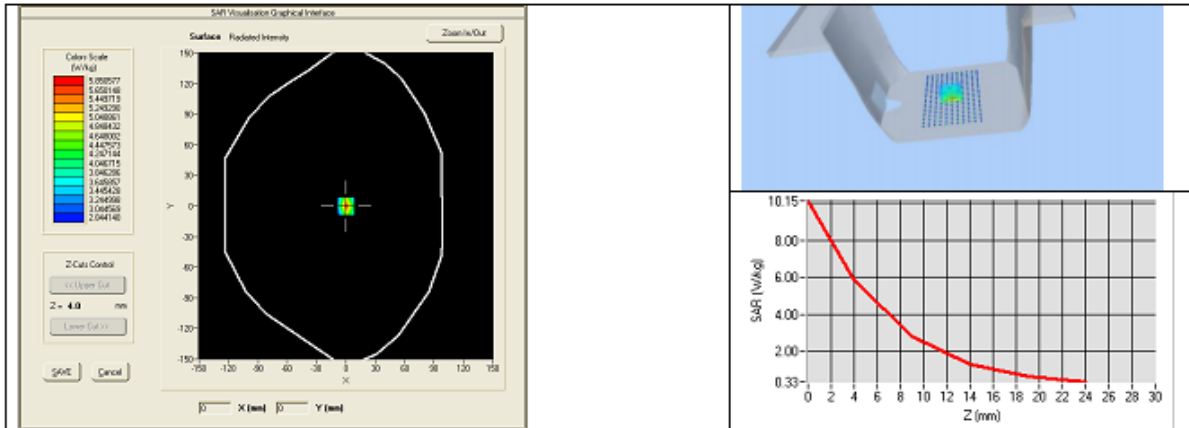 SAR Visualisation Graphical Interface
Surface Radiated Intensity
Zoom In/Out
Colors Scale
(W/kg)
5.850577
5.650148
5.449719
5.249290
5.048861
4.848432
4.648002
4.447573
4.247144
4.046715
3.846286
3.645857
3.445428
3.244998
3.044569
2.844140
Z-Cuts Control
<< Upper Cut
Z = 4.0 mm
Lower Cut >>
SAVE Cancel
Y
150
120
90
60
30
0
-30
-60
-90
-120
-150
-150 -120 -90 -60 -30 0 30 60 90 120 150
X
0 X (mm) 0 Y (mm)
SAR (W/kg)
10.15
8.00
6.00
4.00
2.00
0.33
0 2 4 6 8 10 12 14 16 18 20 22 24 26 28 30
Z (mm)